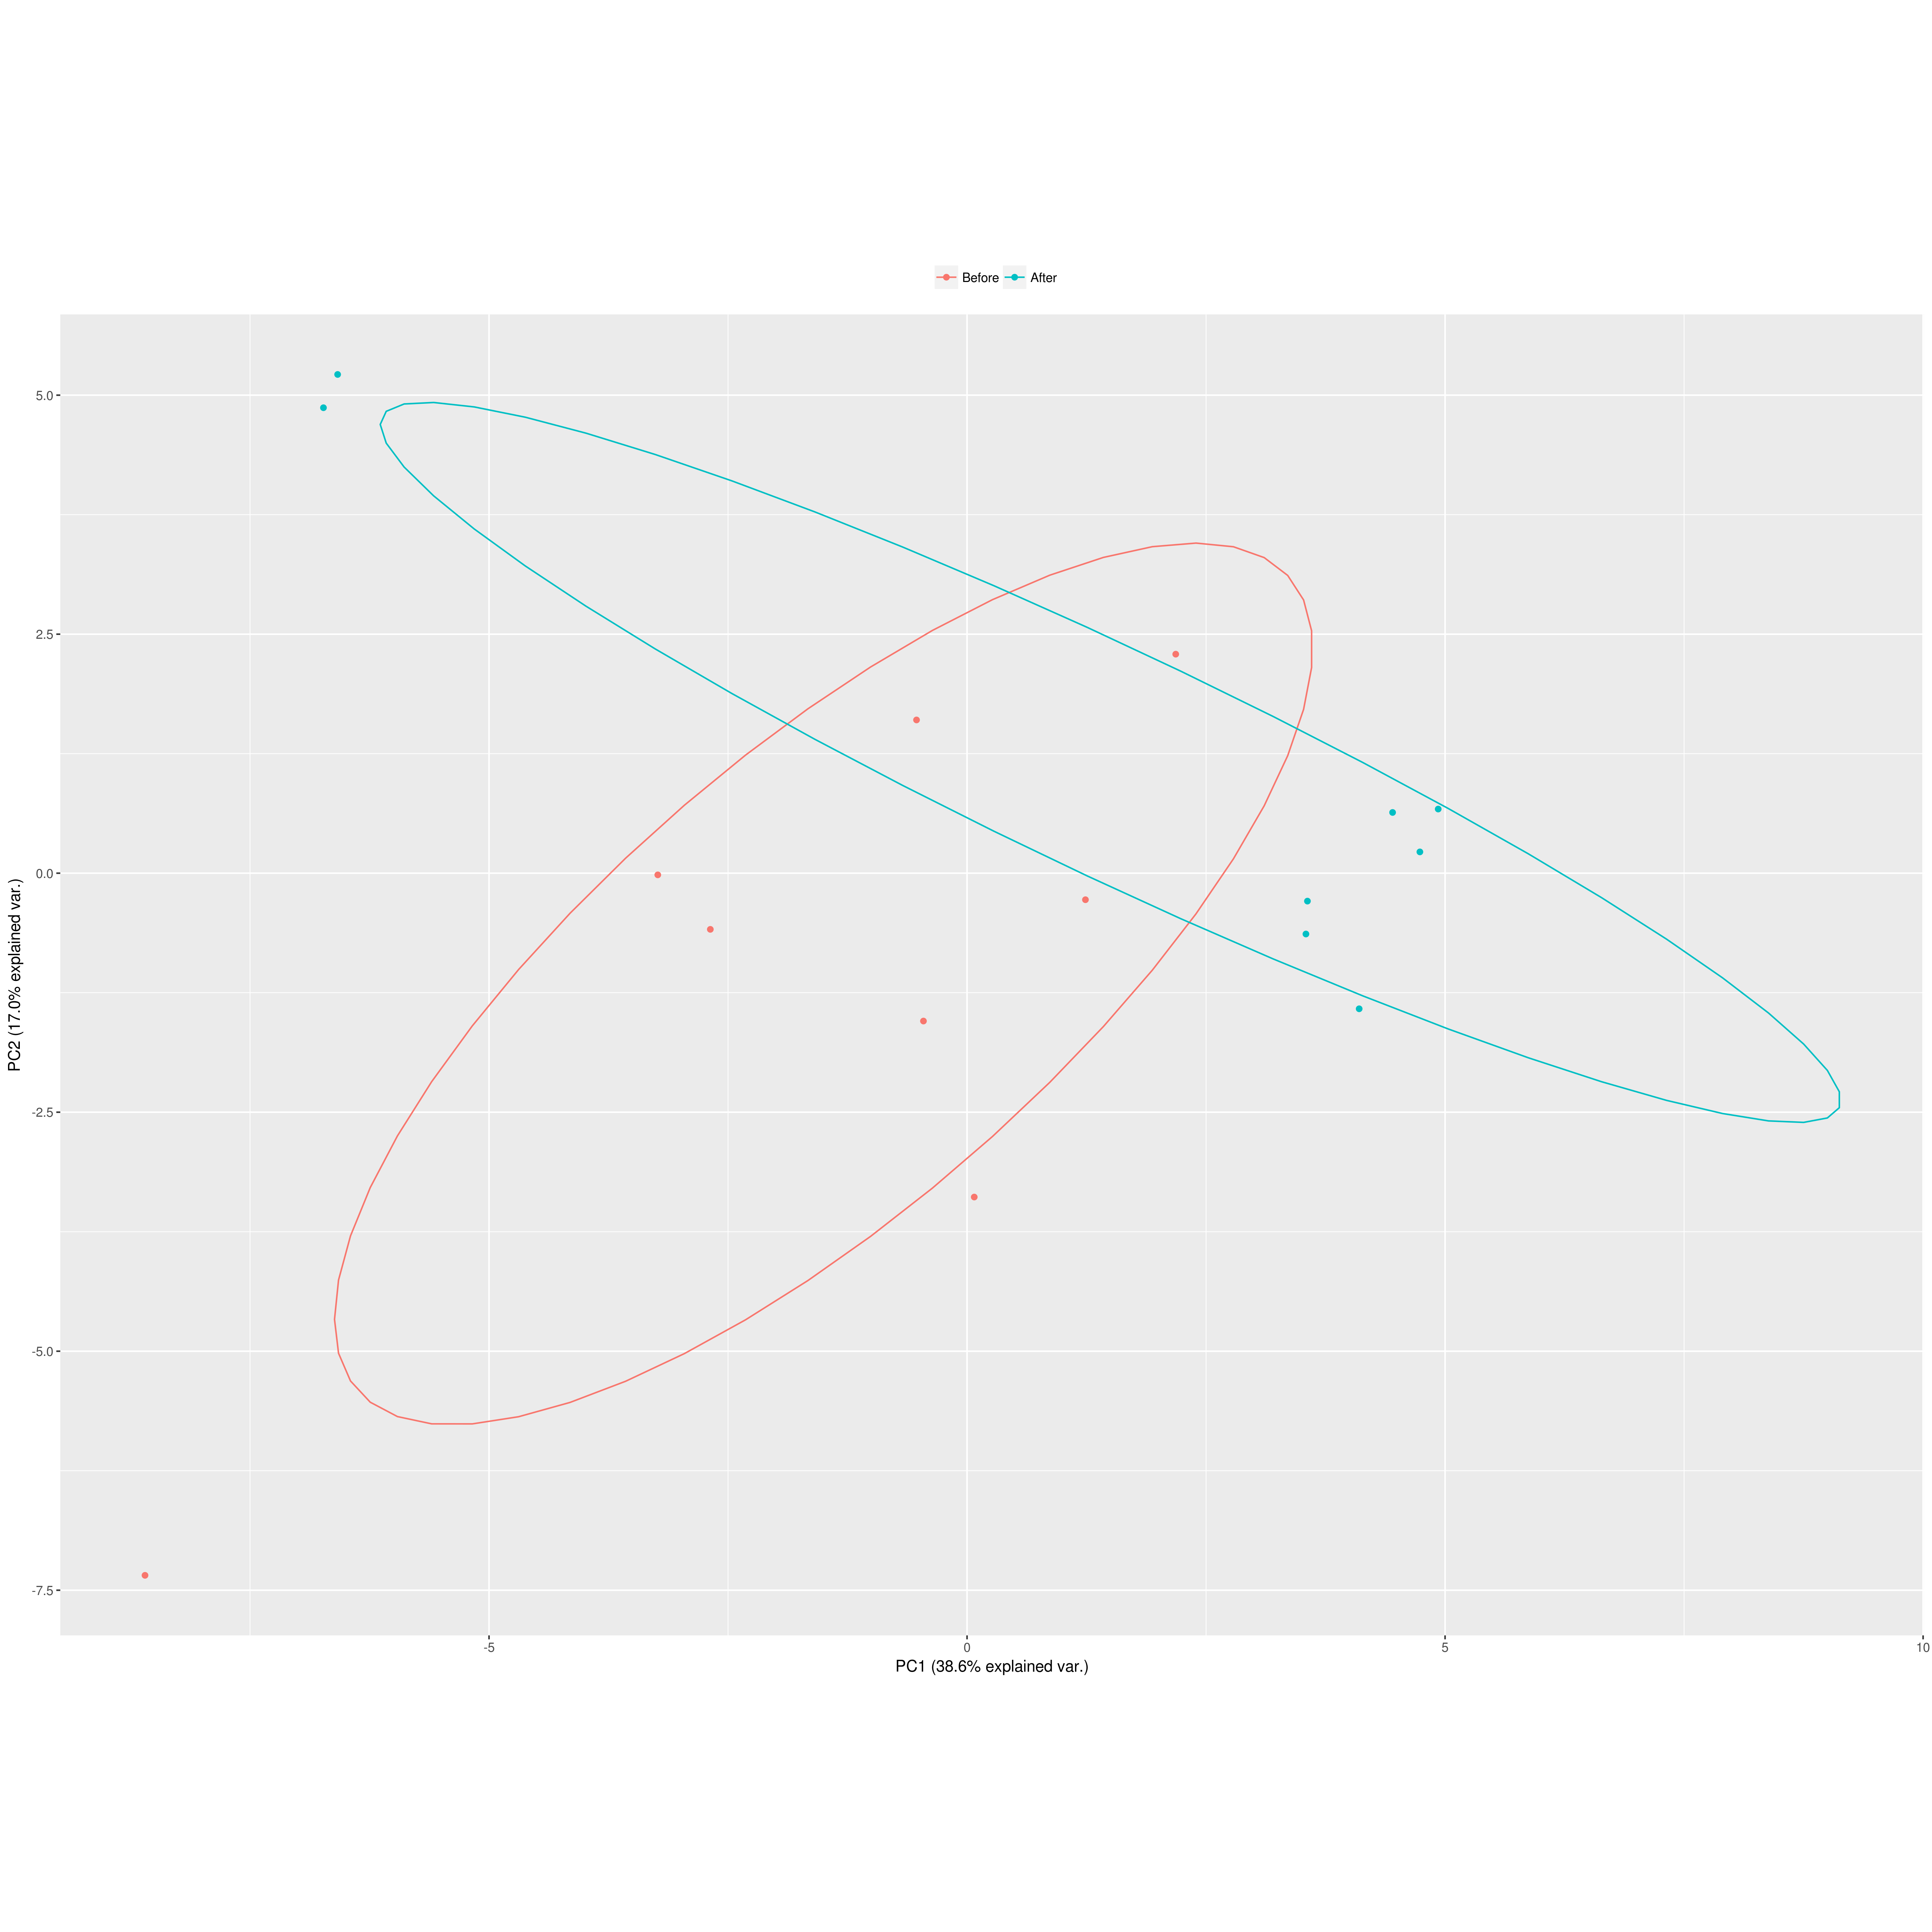 Before After
5.0
2.5
0.0
-2.5
-5.0
-7.5
PC2 (17.0% explained var.)
-5 0 5 10
PC1 (38.6% explained var.)